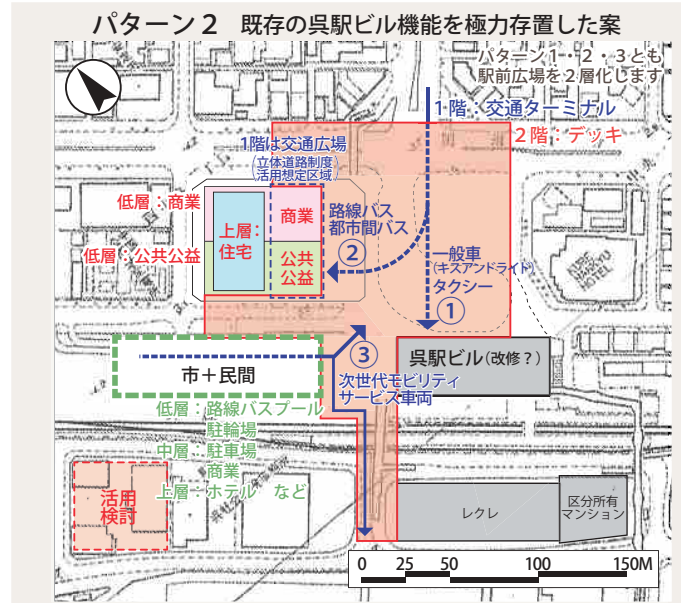 パターン2 既存の呉駅ビル機能を極力存置した案
パターン1・2・3とも
駅前広場を2層化します
1階：交通ターミナル
2階：デッキ
1階は交通広場
（立体道路制度）
活用想定区域
低層：商業
上層：
住宅
商業
低層：公共公益
公共
公益
路線バス
都市間バス
②
一般車
（キスアンドライド）
タクシー
①
KURE
HANKYU
HOTEL
③
次世代モビリティ
サービス車両
呉駅ビル（改修？）
市＋民間
低層：路線バスプール
駐輪場
中層：駐車場
商業
上層：ホテル など
活用
検討
レクレ
区分所有
マンション
0 25 50 100 150M